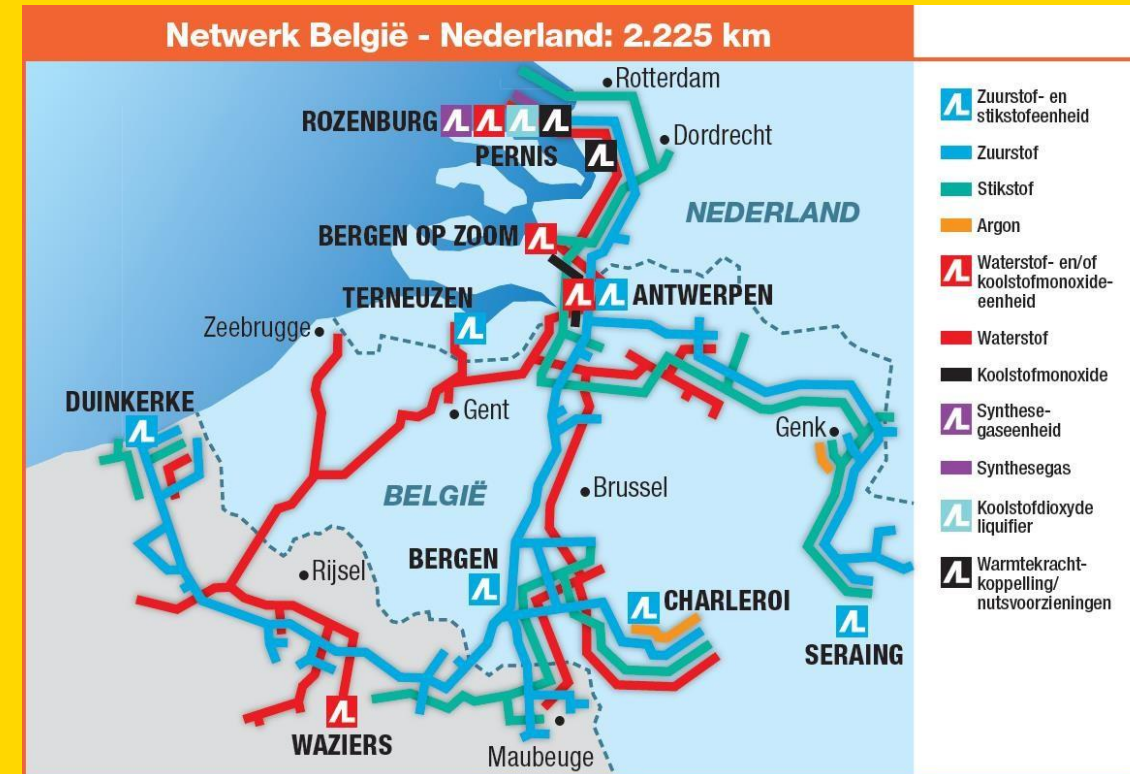 Netwerk België - Nederland: 2.225 km
Rotterdam
ROZENBURG
PERNIS
Dordrecht
NEDERLAND
BERGEN OP ZOOM
TERNEUZEN
ANTWERPEN
Zeebrugge
DUINKERKE
Gent
Genk
BELGIË
Brussel
Rijsel
BERGEN
CHARLEROI
SERAING
WAZIERS
Maubeuge
Zuurstof- en
stikstofeenheid
Zuurstof
Stikstof
Argon
Waterstof- en/of
koolstofmonoxide-
eenheid
Waterstof
Koolstofmonoxide
Synthese-
gaseenheid
Synthesegas
Koolstofdioxyde
liquifier
Warmtekracht-
koppelling/
nutsvoorzieningen